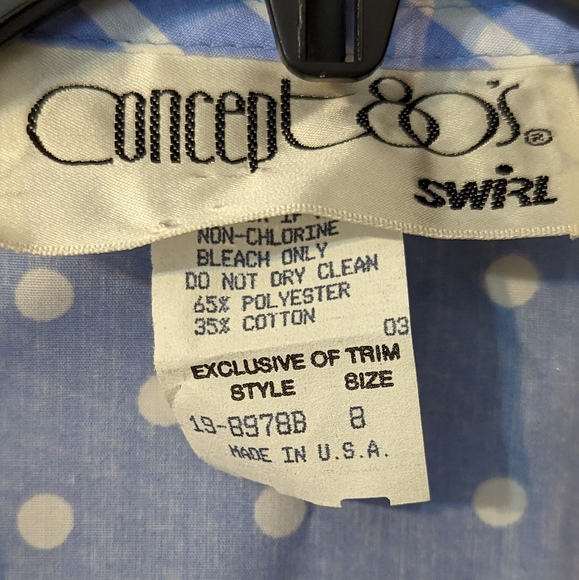 Concept 80's®
SWIRL
IF
NON-CHLORINE
BLEACH ONLY
DO NOT DRY CLEAN
65% POLYESTER
35% COTTON 03
EXCLUSIVE OF TRIM
STYLE SIZE
19-8978B 8
MADE IN U.S.A.